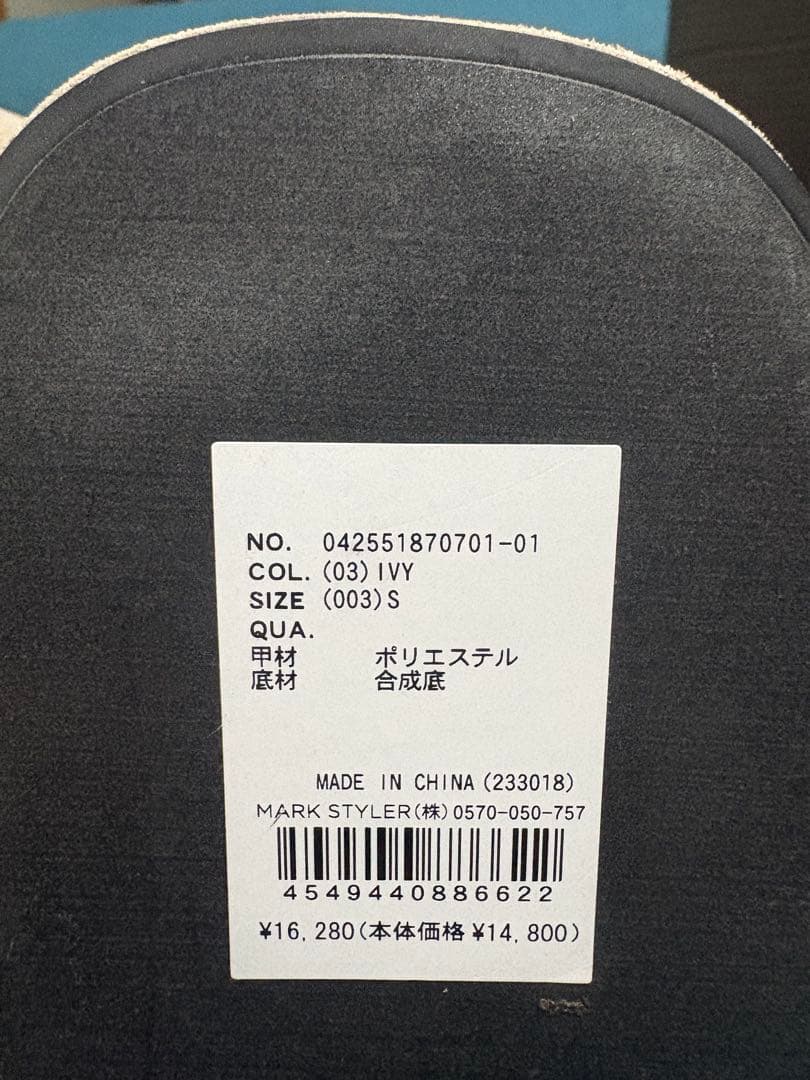 NO. 042551870701-01
COL. (03)IVY
SIZE (003)S
QUA.
甲材 ポリエステル
底材 合成底
MADE IN CHINA(233018)
MARK STYLER(株)0570-050-757
4549440886622
¥16,280(本体価格¥14,800)